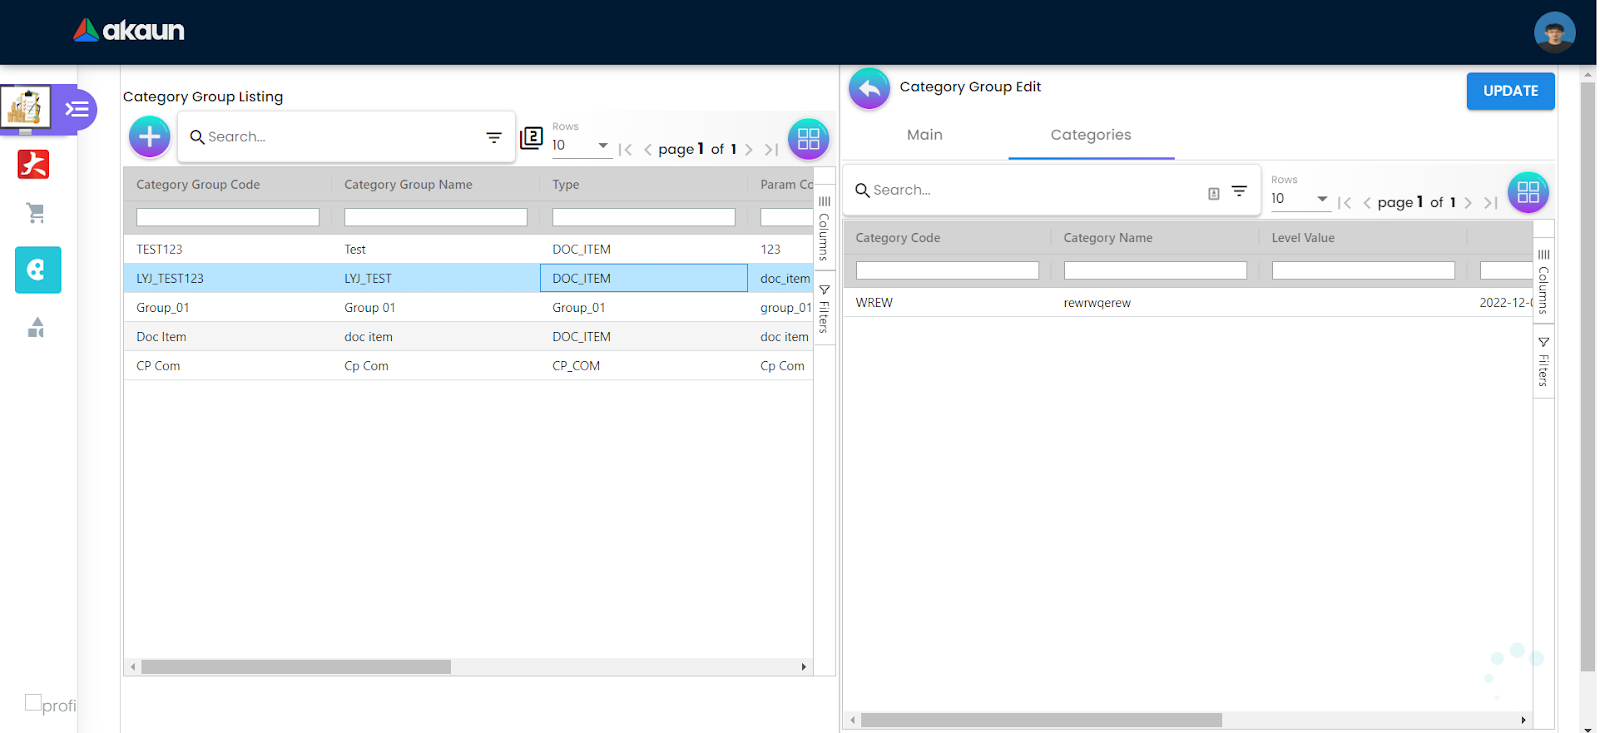 akaun
Category Group Listing
Search...
2
Rows
10
page 1 of 1
Category Group Code Category Group Name Type Param Co
TEST123 Test DOC_ITEM 123
LYJ_TEST123 LYJ_TEST DOC_ITEM doc_item
Group_01 Group 01 Group_01 group_01
Doc Item doc item DOC_ITEM doc item
CP Com Cp Com CP_COM Cp Com
Columns
Filters
profi
Category Group Edit
UPDATE
Main Categories
Search...
Rows
10
page 1 of 1
Category Code Category Name Level Value
WREW rewrwqerew 2022-12-0
Columns
Filters